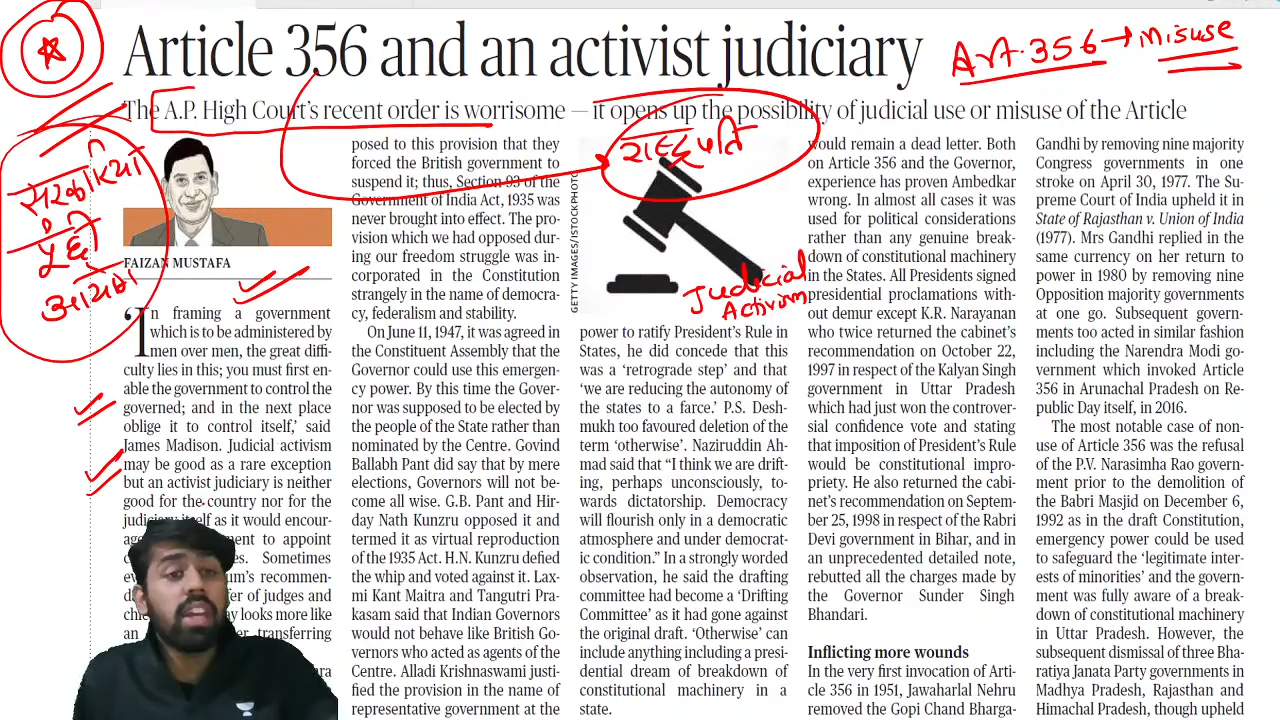 Article 356 and an activist judiciary
Art. 356 → Misuse
The A.P. High Court's recent order is worrisome — it opens up the possibility of judicial use or misuse of the Article
FAIZAN MUSTAFA
'In framing a government
which is to be administered by
men over men, the great diffi-
culty lies in this; you must first en-
able the government to control the
governed; and in the next place
oblige it to control itself,' said
James Madison. Judicial activism
may be good as a rare exception
but an activist judiciary is neither
good for the country nor for the
judiciary itself as it would encour-
to appoint
Sometimes
recommen-
of judges and
looks more like
transferring
posed to this provision that they
forced the British government to
suspend it; thus, Section 93 of the
Government of India Act, 1935 was
never brought into effect. The pro-
vision which we had opposed dur-
ing our freedom struggle was in-
corporated in the Constitution
strangely in the name of democra-
cy, federalism and stability.
On June 11, 1947, it was agreed in
the Constituent Assembly that the
Governor could use this emergen-
cy power. By this time the Gover-
nor was supposed to be elected by
the people of the State rather than
nominated by the Centre. Govind
Ballabh Pant did say that by mere
elections, Governors will not be-
come all wise. G.B. Pant and Hir-
day Nath Kunzru opposed it and
termed it as virtual reproduction
of the 1935 Act. H.N. Kunzru defied
the whip and voted against it. Lax-
mi Kant Maitra and Tangutri Pra-
kasam said that Indian Governors
would not behave like British Go-
vernors who acted as agents of the
Centre. Alladi Krishnaswami justi-
fied the provision in the name of
representative government at the
GETTY IMAGES/ISTOCKPHOTO
Judicial
Activism
power to ratify President's Rule in
States, he did concede that this
was a 'retrograde step' and that
'we are reducing the autonomy of
the states to a farce.' P.S. Desh-
mukh too favoured deletion of the
term 'otherwise'. Naziruddin Ah-
mad said that "I think we are drift-
ing, perhaps unconsciously, to-
wards dictatorship. Democracy
will flourish only in a democratic
atmosphere and under democrat-
ic condition." In a strongly worded
observation, he said the drafting
committee had become a 'Drifting
Committee' as it had gone against
the original draft. 'Otherwise' can
include anything including a presi-
dential dream of breakdown of
constitutional machinery in a
state.
would remain a dead letter. Both
on Article 356 and the Governor,
experience has proven Ambedkar
wrong. In almost all cases it was
used for political considerations
rather than any genuine break-
down of constitutional machinery
in the States. All Presidents signed
presidential proclamations with-
out demur except K.R. Narayanan
who twice returned the cabinet's
recommendation on October 22,
1997 in respect of the Kalyan Singh
government in Uttar Pradesh
which had just won the controver-
sial confidence vote and stating
that imposition of President's Rule
would be constitutional impro-
priety. He also returned the cabi-
net's recommendation on Septem-
ber 25, 1998 in respect of the Rabri
Devi government in Bihar, and in
an unprecedented detailed note,
rebutted all the charges made by
the Governor Sunder Singh
Bhandari.
Inflicting more wounds
In the very first invocation of Arti-
cle 356 in 1951, Jawaharlal Nehru
removed the Gopi Chand Bharga-
Gandhi by removing nine majority
Congress governments in one
stroke on April 30, 1977. The Su-
preme Court of India upheld it in
State of Rajasthan v. Union of India
(1977). Mrs Gandhi replied in the
same currency on her return to
power in 1980 by removing nine
Opposition majority governments
at one go. Subsequent govern-
ments too acted in similar fashion
including the Narendra Modi go-
vernment which invoked Article
356 in Arunachal Pradesh on Re-
public Day itself, in 2016.
The most notable case of non-
use of Article 356 was the refusal
of the P.V. Narasimha Rao govern-
ment prior to the demolition of
the Babri Masjid on December 6,
1992 as in the draft Constitution,
emergency power could be used
to safeguard the 'legitimate inter-
ests of minorities' and the govern-
ment was fully aware of a break-
down of constitutional machinery
in Uttar Pradesh. However, the
subsequent dismissal of three Bha-
ratiya Janata Party governments in
Madhya Pradesh, Rajasthan and
Himachal Pradesh, though upheld